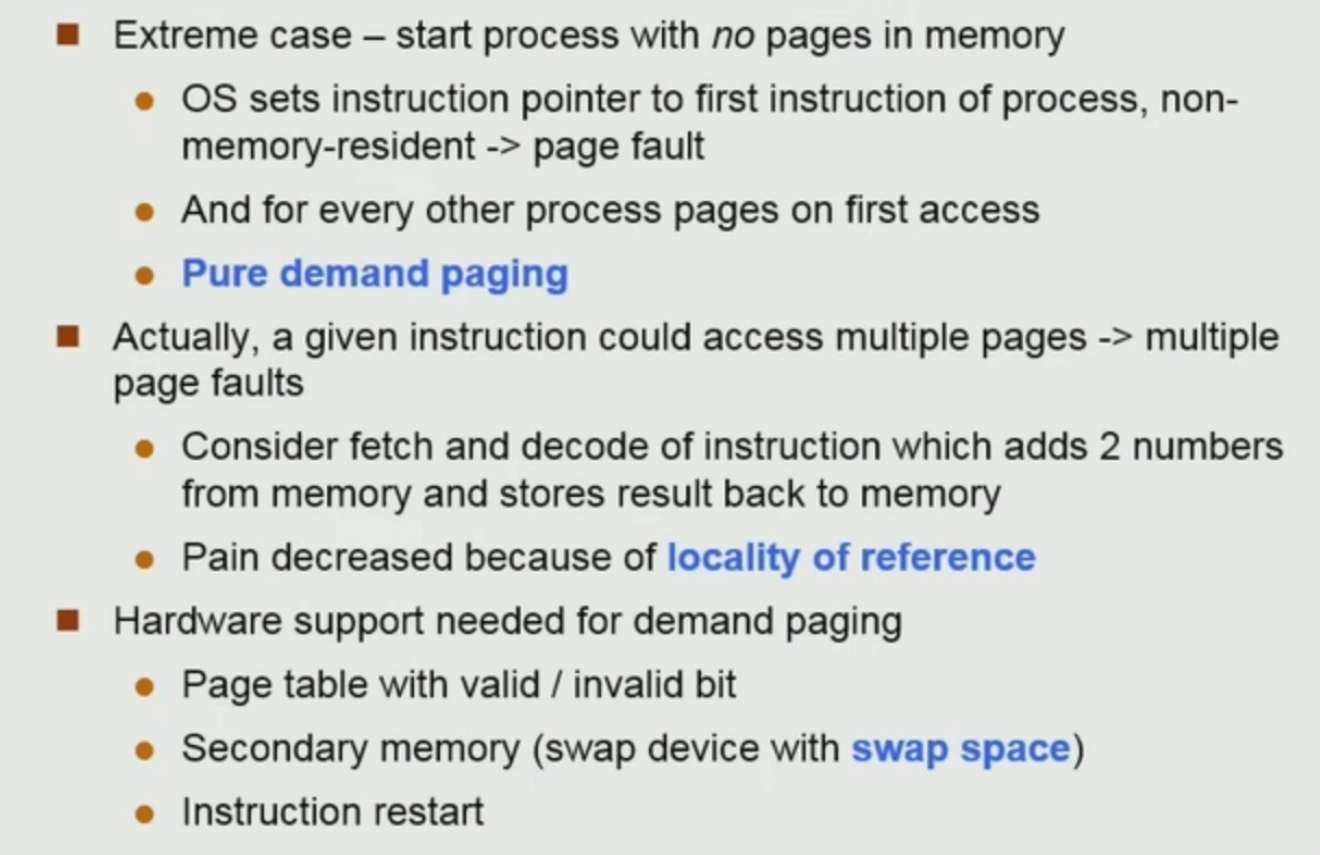 Extreme case – start process with no pages in memory
OS sets instruction pointer to first instruction of process, non-
memory-resident -> page fault
And for every other process pages on first access
Pure demand paging
Actually, a given instruction could access multiple pages -> multiple
page faults
Consider fetch and decode of instruction which adds 2 numbers
from memory and stores result back to memory
Pain decreased because of locality of reference
Hardware support needed for demand paging
Page table with valid / invalid bit
Secondary memory (swap device with swap space)
Instruction restart